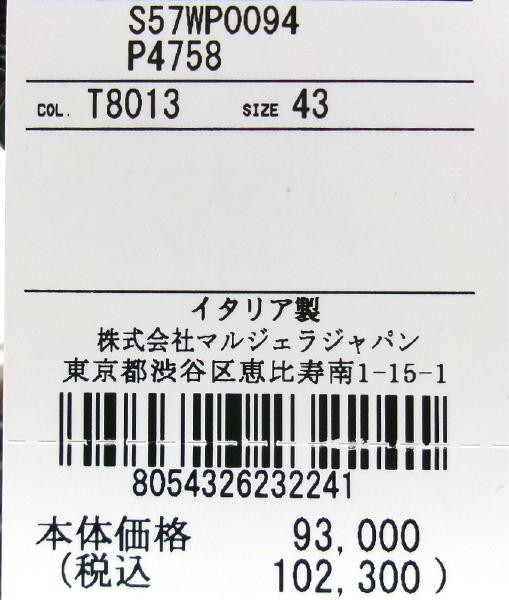 S57WP0094
P4758
COL. T8013 SIZE 43
イタリア製
株式会社マルジェラジャパン
東京都渋谷区恵比寿南1-15-1
8054326232241
本体価格 93,000
(税込 102,300)